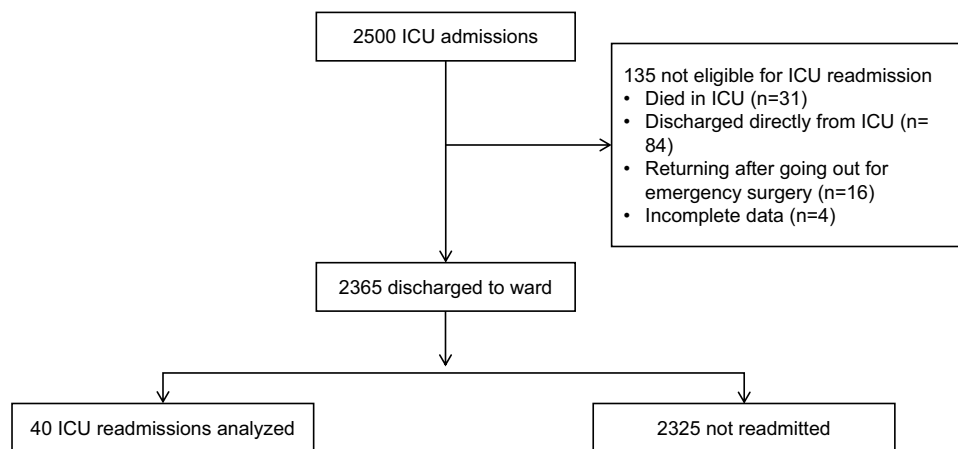 2500 ICU admissions
135 not eligible for ICU readmission
• Died in ICU (n=31)
• Discharged directly from ICU (n=
84)
• Returning after going out for
emergency surgery (n=16)
• Incomplete data (n=4)
2365 discharged to ward
40 ICU readmissions analyzed
2325 not readmitted